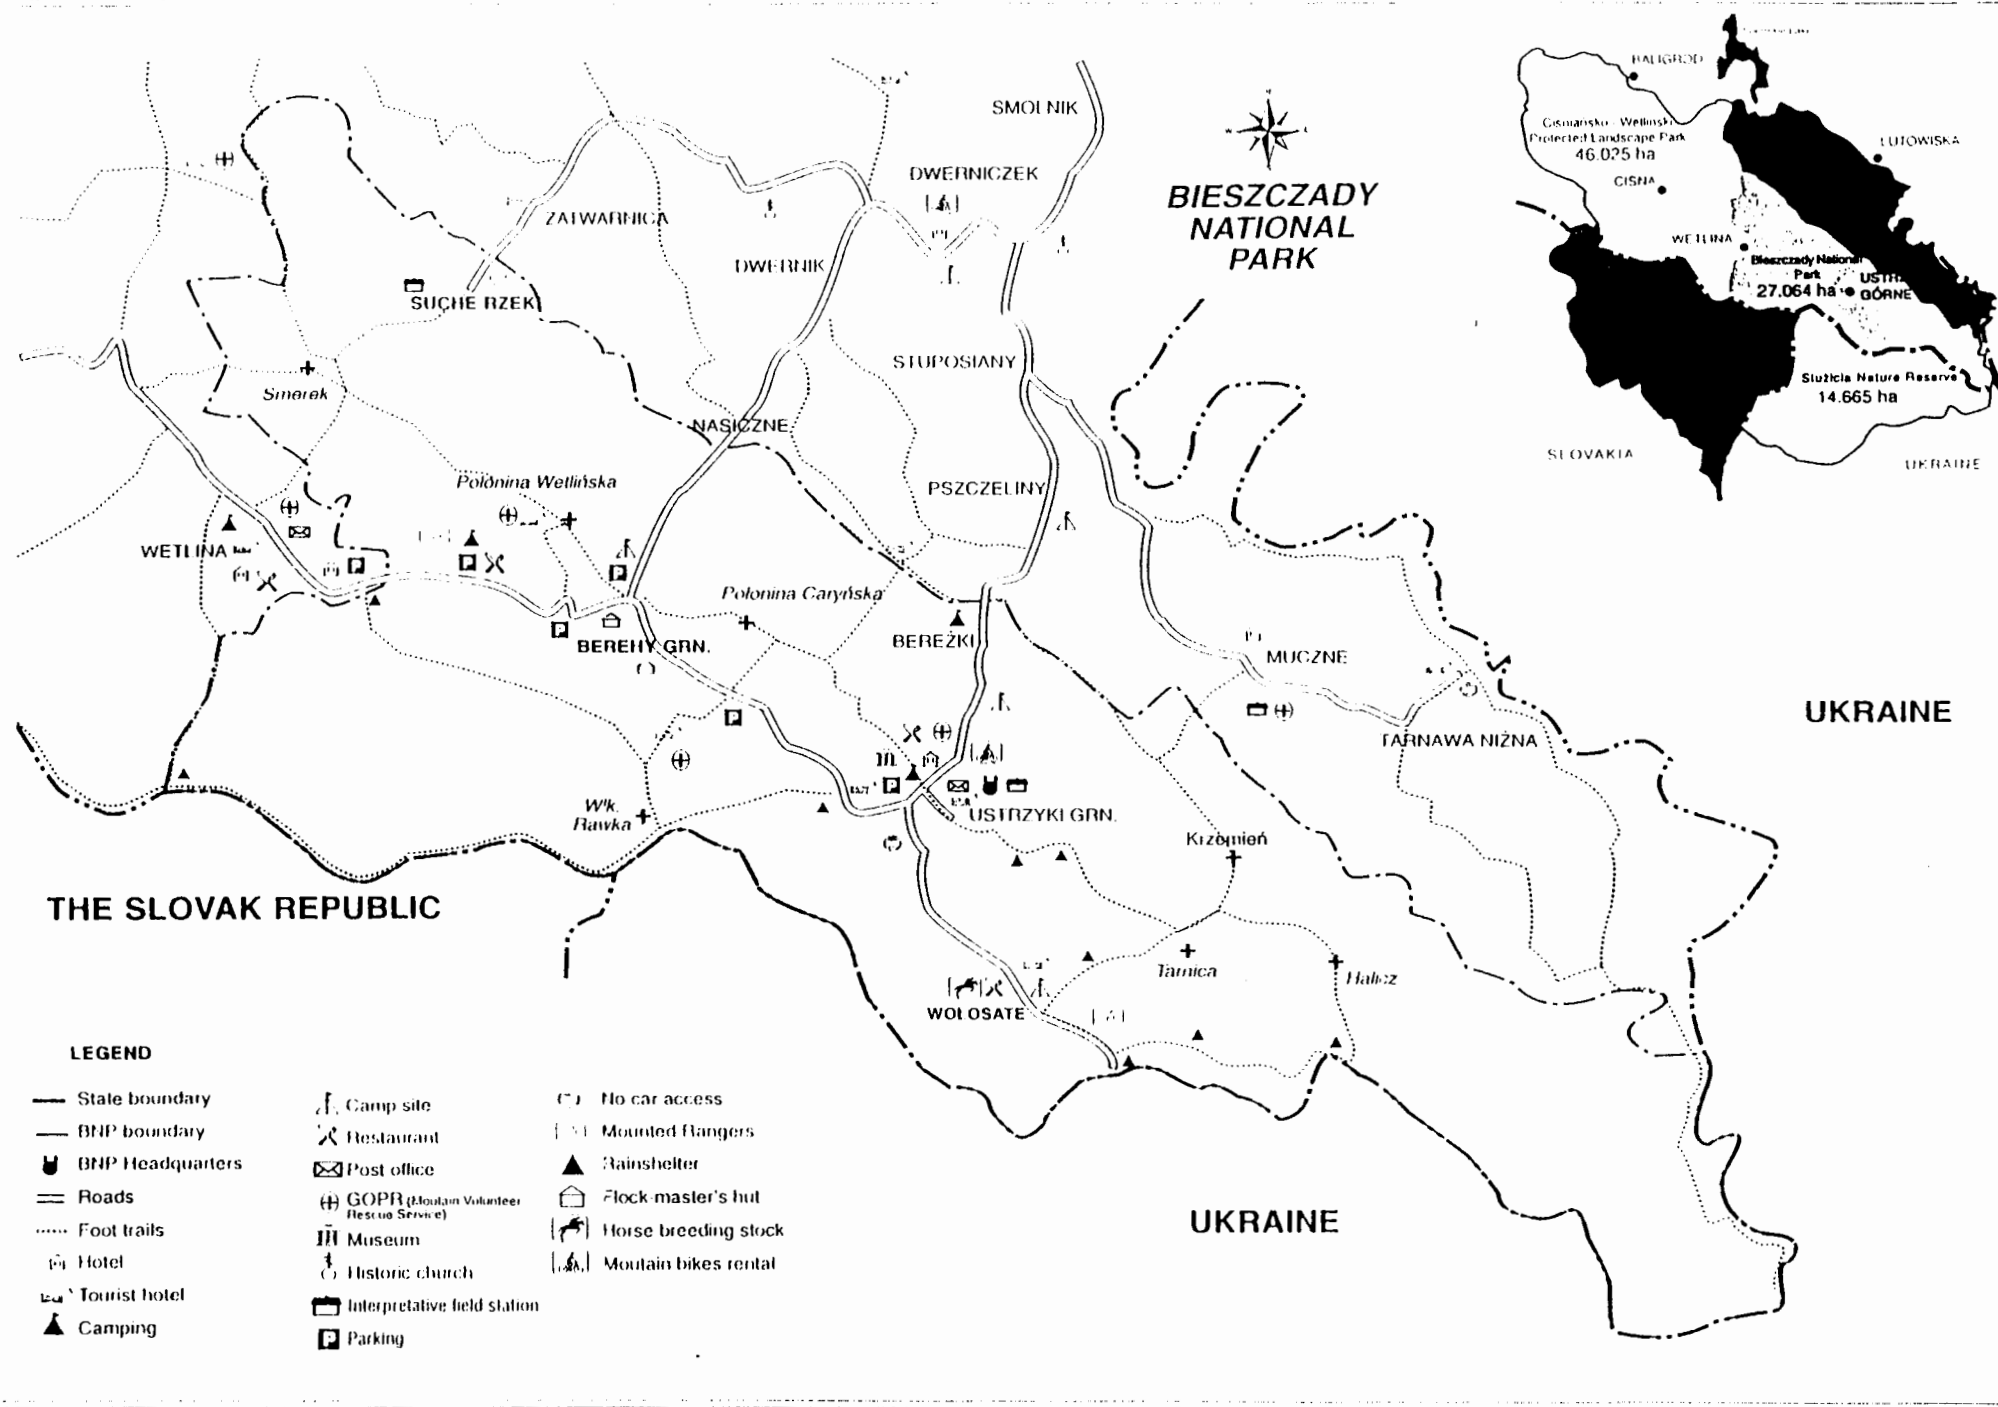 SMOLNIK
DWERNICZEK
ZATWARNICA
DWERNIK
SUCHE RZEKI
BIESZCZADY
NATIONAL
PARK
BALIGROD
Ciśniańsko - Wetliński
Protected Landscape Park
46.025 ha
CISNA
LUTOWISKA
WETLINA
Bieszczady National
Park
27.064 ha
USTRZ
GÓRNE
Stużicia Nature Reserve
14.665 ha
SLOVAKIA
UKRAINE
Smerek
STUPOSIANY
NASICZNE
Połonina Wetlińska
PSZCZELINY
WETLINA
P
P
P
Połonina Caryńska
P
BEREHY GRN.
BEREŻKI
MUCZNE
P
TARNAWA NIŻNA
UKRAINE
P
USTRZYKI GRN.
Wlk.
Rawka
Krzemień
THE SLOVAK REPUBLIC
Tarnica
Halicz
WOŁOSATE
UKRAINE
LEGEND
State boundary
BNP boundary
BNP Headquarters
Roads
Foot trails
Hotel
Tourist hotel
Camping
Camp site
Restaurant
Post office
GOPR (Moutain Volunteer
Rescue Service)
Museum
Historic church
Interpretative field station
P Parking
No car access
Mounted Rangers
Rainshelter
Flock-master's hut
Horse breeding stock
Moutain bikes rental